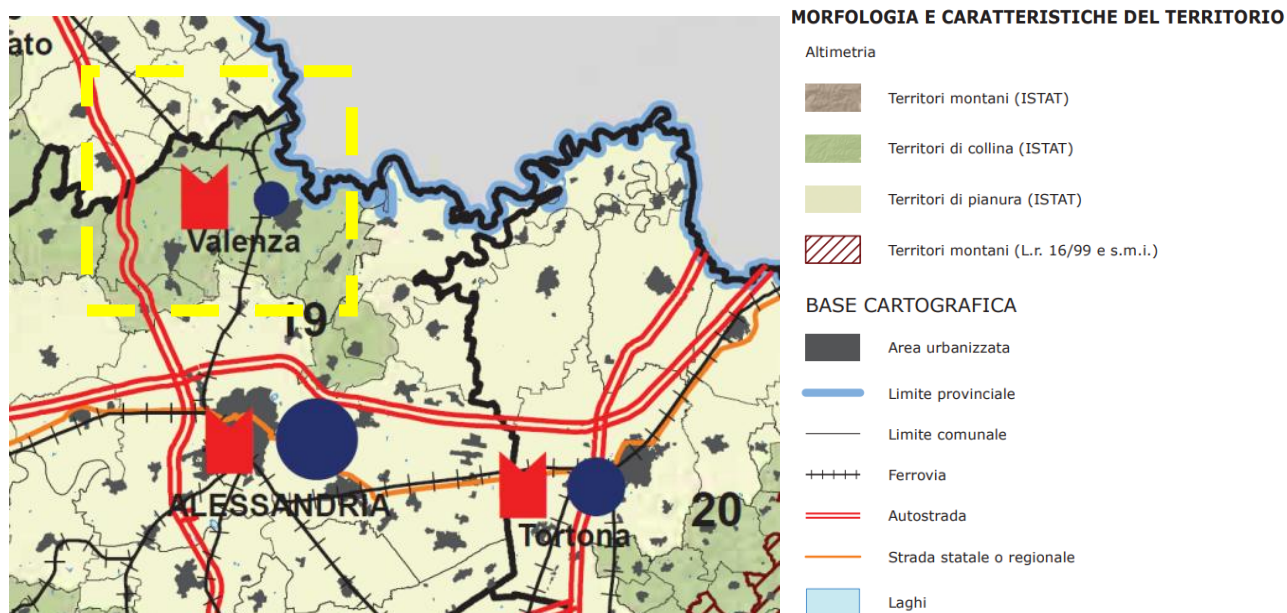 ato
Valenza
19
ALESSANDRIA
Tortona
20
MORFOLOGIA E CARATTERISTICHE DEL TERRITORIO
Altimetria
Territori montani (ISTAT)
Territori di collina (ISTAT)
Territori di pianura (ISTAT)
Territori montani (L.r. 16/99 e s.m.i.)
BASE CARTOGRAFICA
Area urbanizzata
Limite provinciale
Limite comunale
Ferrovia
Autostrada
Strada statale o regionale
Laghi